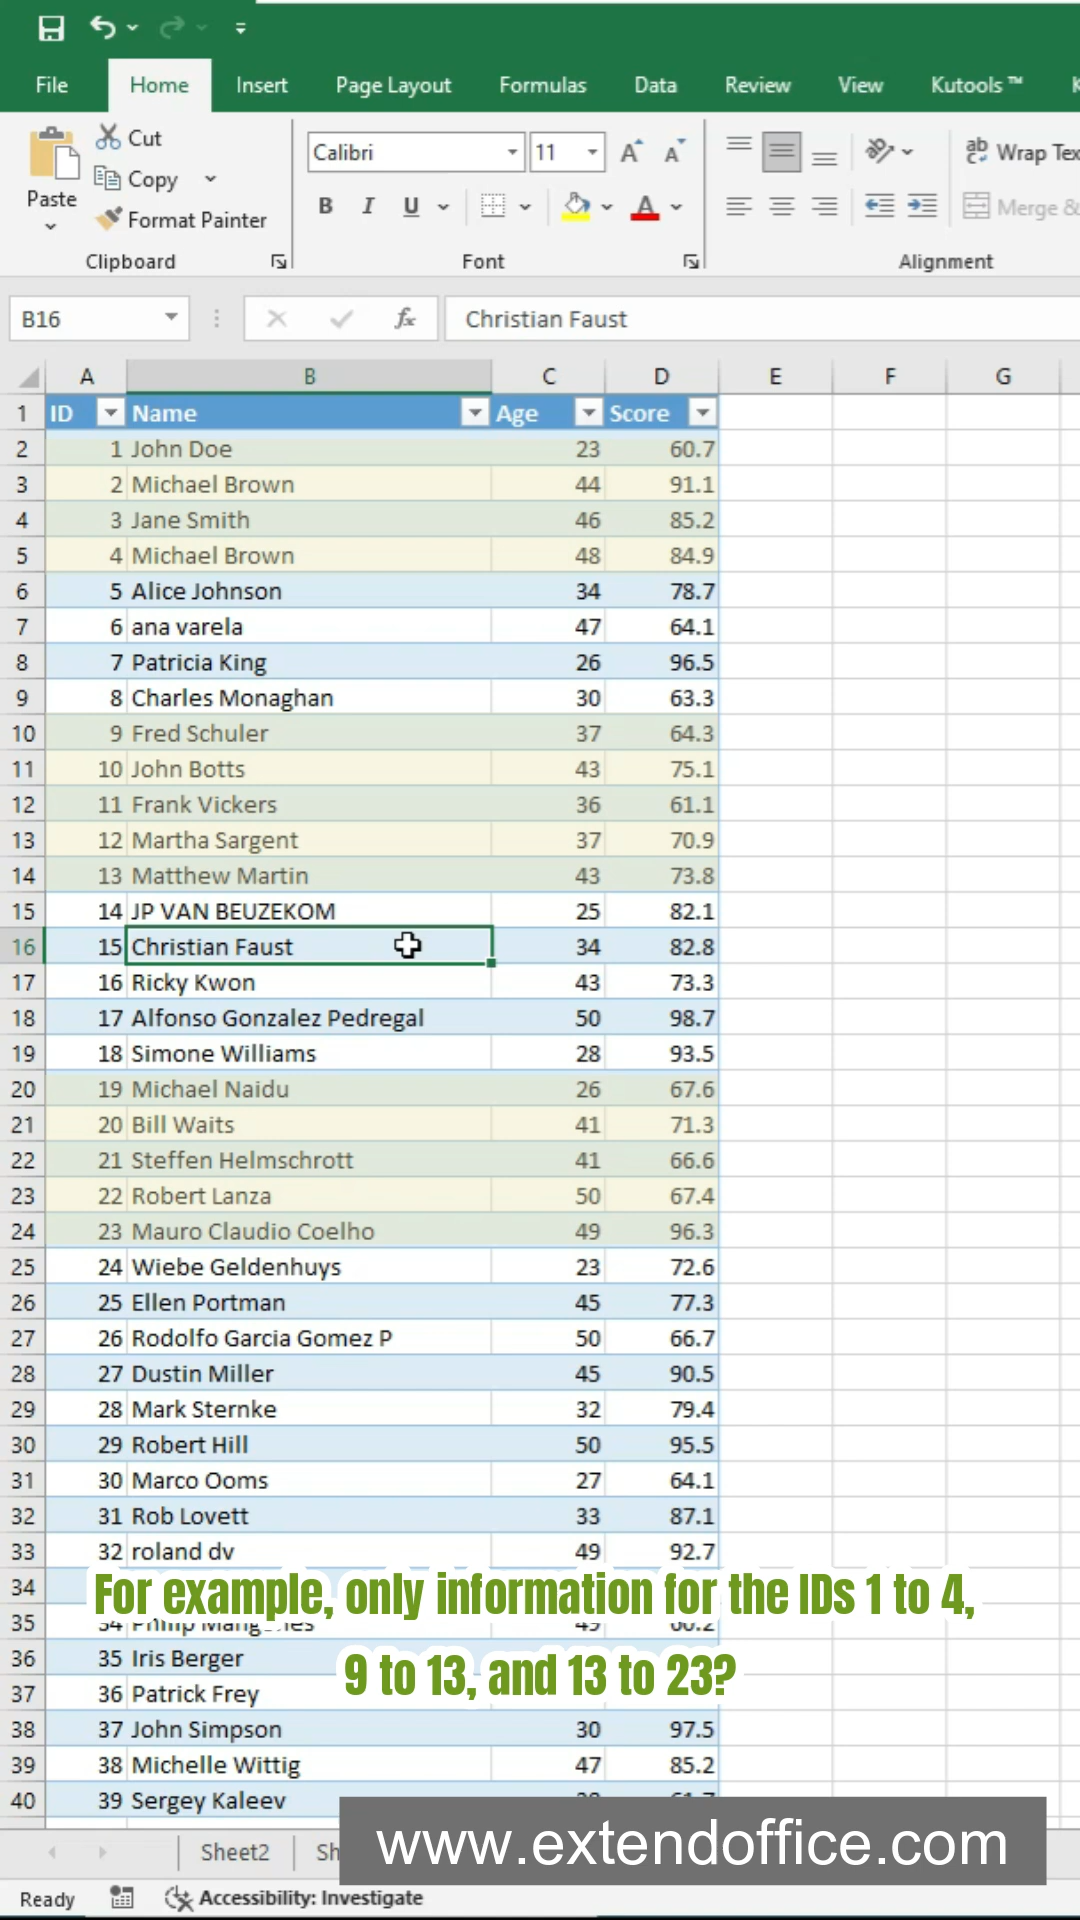 File Home Insert Page Layout Formulas Data Review View Kutools ™
Cut
Copy
Paste
Format Painter
Calibri 11
B I U A
ab Wrap Tex
Merge &
Clipboard Font Alignment
B16 fx Christian Faust
A B C D E F G
1 ID Name Age Score
2 1 John Doe 23 60.7
3 2 Michael Brown 44 91.1
4 3 Jane Smith 46 85.2
5 4 Michael Brown 48 84.9
6 5 Alice Johnson 34 78.7
7 6 ana varela 47 64.1
8 7 Patricia King 26 96.5
9 8 Charles Monaghan 30 63.3
10 9 Fred Schuler 37 64.3
11 10 John Botts 43 75.1
12 11 Frank Vickers 36 61.1
13 12 Martha Sargent 37 70.9
14 13 Matthew Martin 43 73.8
15 14 JP VAN BEUZEKOM 25 82.1
16 15 Christian Faust 34 82.8
17 16 Ricky Kwon 43 73.3
18 17 Alfonso Gonzalez Pedregal 50 98.7
19 18 Simone Williams 28 93.5
20 19 Michael Naidu 26 67.6
21 20 Bill Waits 41 71.3
22 21 Steffen Helmschrott 41 66.6
23 22 Robert Lanza 50 67.4
24 23 Mauro Claudio Coelho 49 96.3
25 24 Wiebe Geldenhuys 23 72.6
26 25 Ellen Portman 45 77.3
27 26 Rodolfo Garcia Gomez P 50 66.7
28 27 Dustin Miller 45 90.5
29 28 Mark Sternke 32 79.4
30 29 Robert Hill 50 95.5
31 30 Marco Ooms 27 64.1
32 31 Rob Lovett 33 87.1
33 32 roland dv 49 92.7
34
For example, only information for the IDs 1 to 4,
35 34 Philip
36 35 Iris Berger
9 to 13, and 13 to 23?
37 36 Patrick Frey
38 37 John Simpson 30 97.5
39 38 Michelle Wittig 47 85.2
40 39 Sergey Kaleev
www.extendoffice.com
Sheet2 Sh
Ready Accessibility: Investigate